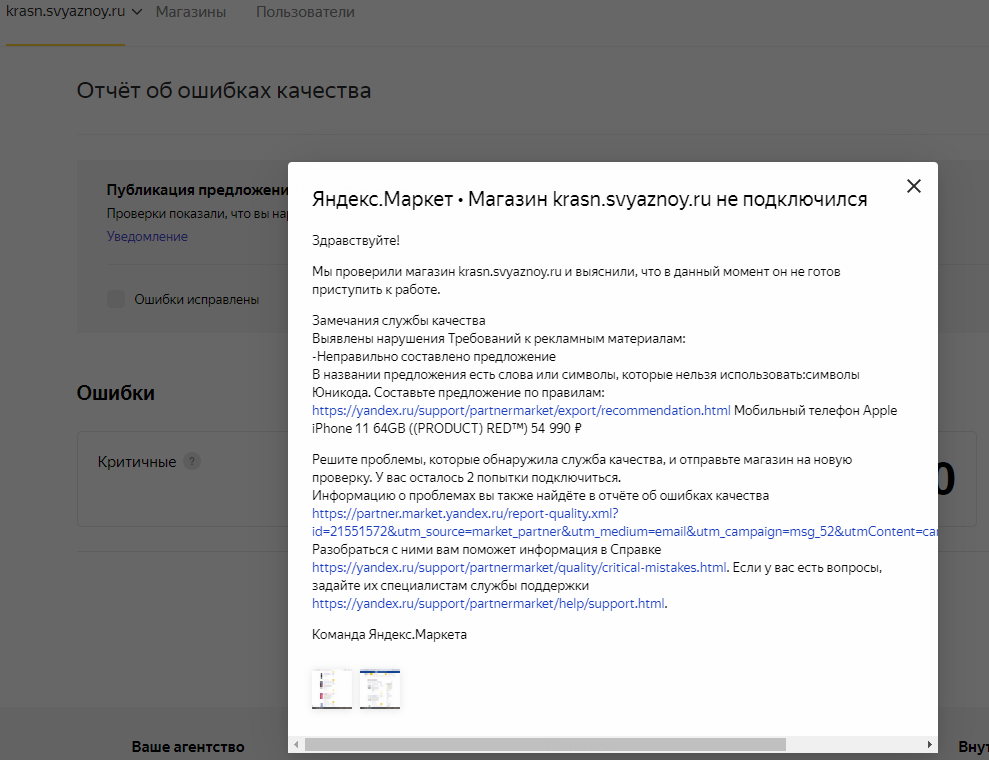 krasn.svyaznoy.ru Магазины Пользователи
Отчёт об ошибках качества
Публикация предложени
Проверки показали, что вы на
Уведомление
Ошибки исправлены
Ошибки
Критичные ?
0
Яндекс.Маркет • Магазин krasn.svyaznoy.ru не подключился
Здравствуйте!
Мы проверили магазин krasn.svyaznoy.ru и выяснили, что в данный момент он не готов
приступить к работе.
Замечания службы качества
Выявлены нарушения Требований к рекламным материалам:
-Неправильно составлено предложение
В названии предложения есть слова или символы, которые нельзя использовать:символы
Юникода. Составьте предложение по правилам:
https://yandex.ru/support/partnermarket/export/recommendation.html Мобильный телефон Apple
iPhone 11 64GB ((PRODUCT) RED™) 54 990 ₽
Решите проблемы, которые обнаружила служба качества, и отправьте магазин на новую
проверку. У вас осталось 2 попытки подключиться.
Информацию о проблемах вы также найдёте в отчёте об ошибках качества
https://partner.market.yandex.ru/report-quality.xml?
id=21551572&utm_source=market_partner&utm_medium=email&utm_campaign=msg_52&utmContent=ca
Разобраться с ними вам поможет информация в Справке
https://yandex.ru/support/partnermarket/quality/critical-mistakes.html. Если у вас есть вопросы,
задайте их специалистам службы поддержки
https://yandex.ru/support/partnermarket/help/support.html.
Команда Яндекс.Маркета
Ваше агентство
Внут